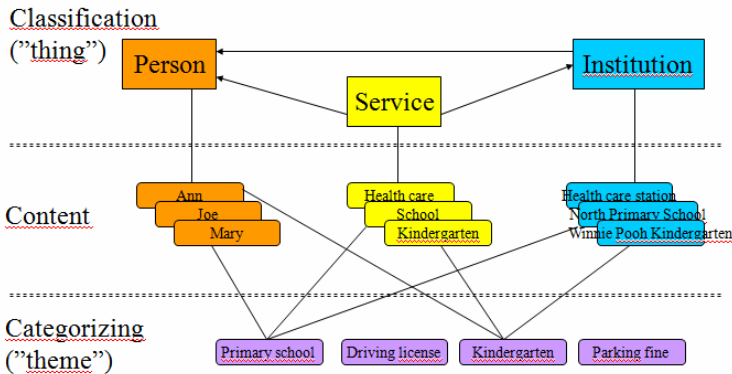 Classification
("thing")
Person
Service
Institution
Content
Ann
Joe
Mary
Health care
School
Kindergarten
Health care station
North Primary School
Winnie Pooh Kindergarten
Categorizing
("theme")
Primary school
Driving license
Kindergarten
Parking fine